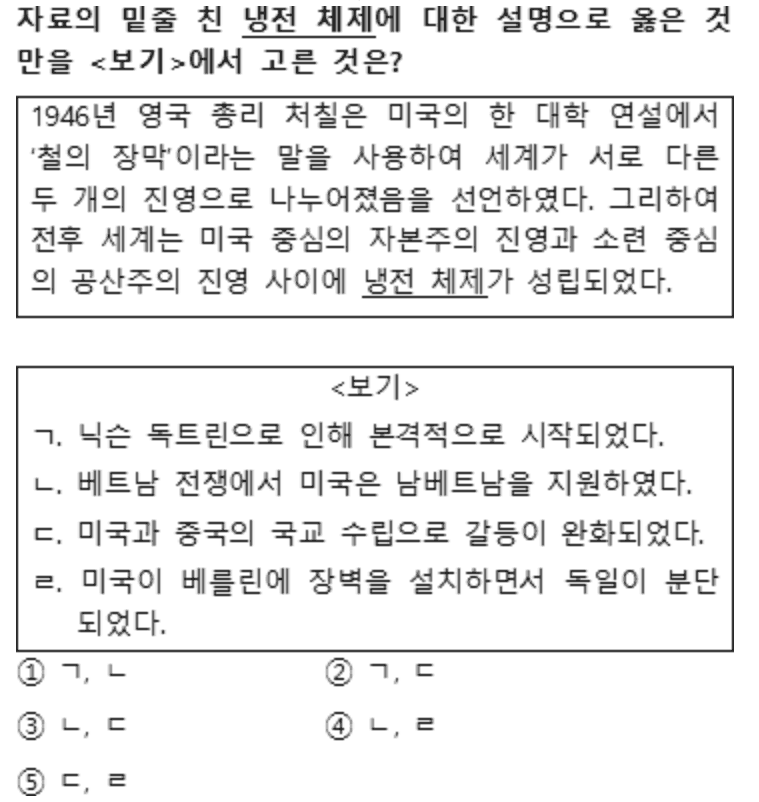 자료의 밑줄 친 냉전 체제에 대한 설명으로 옳은 것
만을 <보기>에서 고른 것은?
1946년 영국 총리 처칠은 미국의 한 대학 연설에서
‘철의 장막’이라는 말을 사용하여 세계가 서로 다른
두 개의 진영으로 나누어졌음을 선언하였다. 그리하여
전후 세계는 미국 중심의 자본주의 진영과 소련 중심
의 공산주의 진영 사이에 냉전 체제가 성립되었다.
<보기>
ㄱ. 닉슨 독트린으로 인해 본격적으로 시작되었다.
ㄴ. 베트남 전쟁에서 미국은 남베트남을 지원하였다.
ㄷ. 미국과 중국의 국교 수립으로 갈등이 완화되었다.
ㄹ. 미국이 베를린에 장벽을 설치하면서 독일이 분단
되었다.
① ㄱ, ㄴ ② ㄱ, ㄷ
③ ㄴ, ㄷ ④ ㄴ, ㄹ
⑤ ㄷ, ㄹ